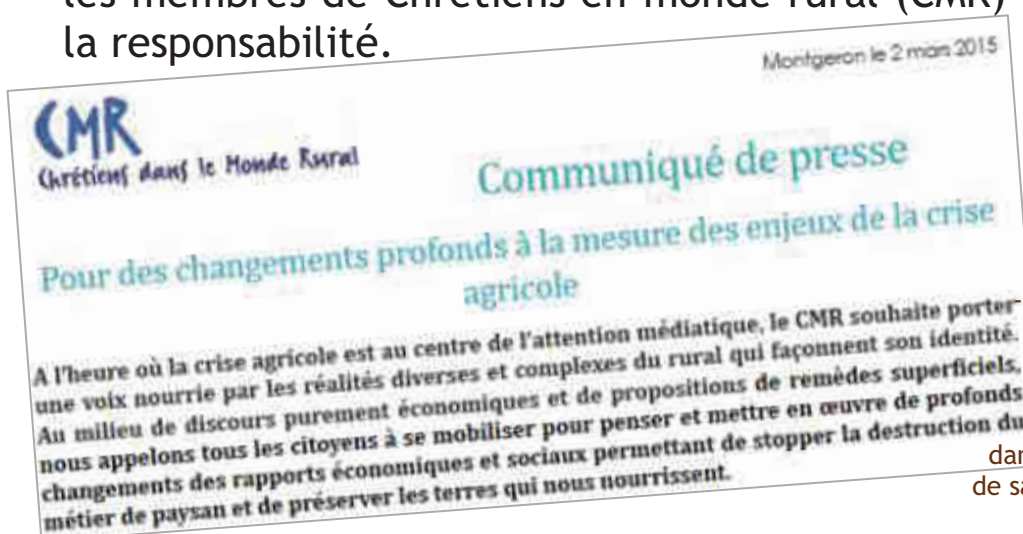 les membres de Chrétiens en monde rural (CMR)
la responsabilité.
Montgeron le 2 mars 2015
CMR
Chrétiens dans le Monde Rural
Communiqué de presse
Pour des changements profonds à la mesure des enjeux de la crise
agricole
A l'heure où la crise agricole est au centre de l'attention médiatique, le CMR souhaite porter
une voix nourrie par les réalités diverses et complexes du rural qui façonnent son identité.
Au milieu de discours purement économiques et de propositions de remèdes superficiels,
nous appelons tous les citoyens à se mobiliser pour penser et mettre en œuvre de profonds
changements des rapports économiques et sociaux permettant de stopper la destruction du
métier de paysan et de préserver les terres qui nous nourrissent.
de